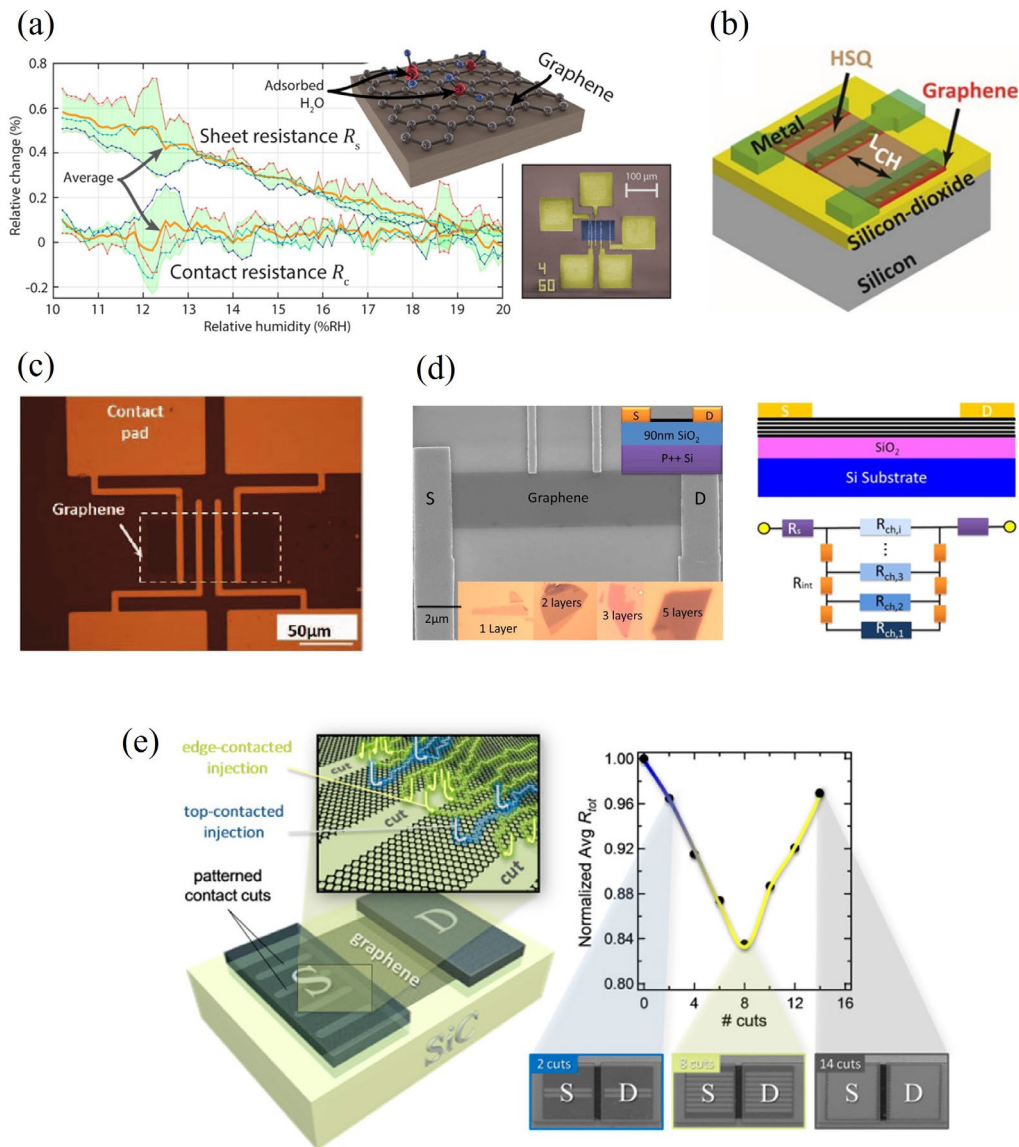 (a)
Relative change (%)
0.8
0.6
0.4
0.2
0
-0.2
10
11
12
13
14
15
16
17
18
19
20
Relative humidity (%RH)
Sheet resistance Rs
Average
Contact resistance Rc
Adsorbed
H2O
Graphene
100 µm
4
60
(b)
HSQ
Graphene
Metal
LCH
Silicon-dioxide
Silicon
(c)
Contact
pad
Graphene
50µm
(d)
S
D
90nm SiO2
P++ Si
S
Graphene
D
2µm
1 Layer
2 layers
3 layers
5 layers
S
D
SiO2
Si Substrate
Rs
Rch,i
⋮
Rint
Rch,3
Rch,2
Rch,1
(e)
edge-contacted
injection
top-contacted
injection
patterned
contact cuts
cut
cut
cut
S
graphene
D
SiC
Normalized Avg Rtot
1.00
0.96
0.92
0.88
0.84
0.80
0
4
8
12
16
# cuts
2 cuts
S D
8 cuts
S D
14 cuts
S D